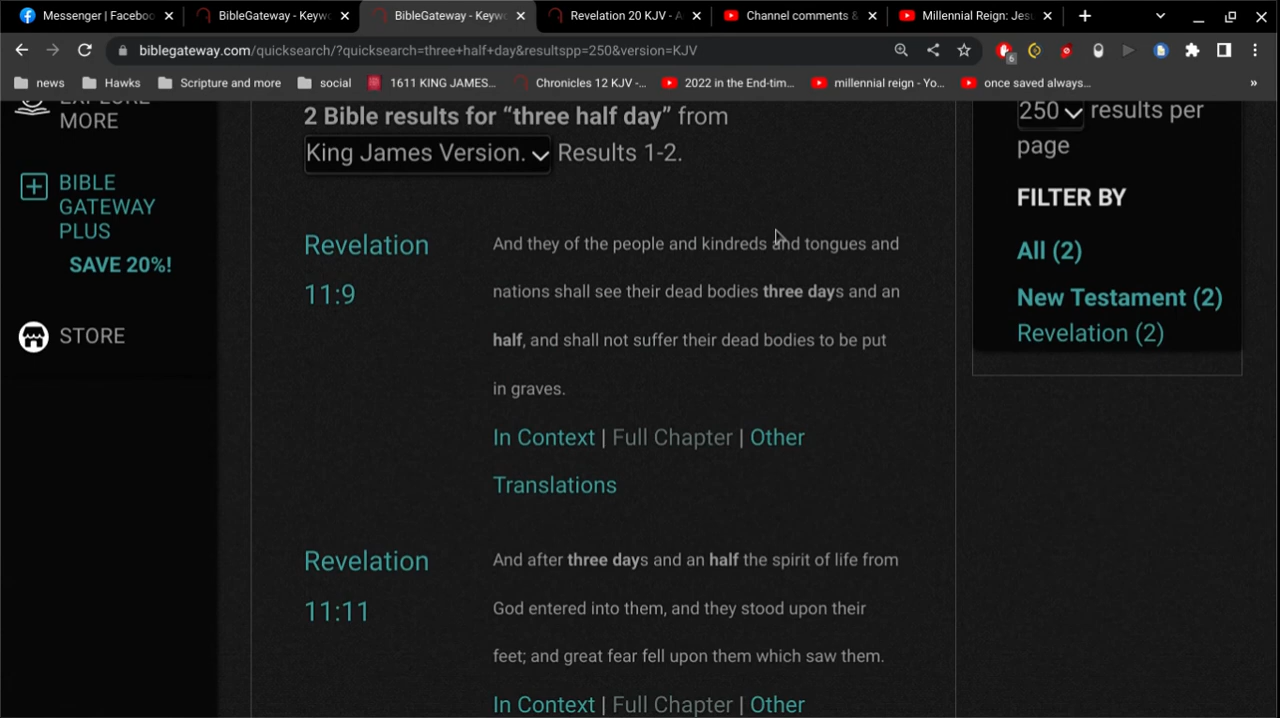 Messenger | Faceboo
BibleGateway - Keyw
BibleGateway - Keyw
Revelation 20 KJV - A
Channel comments &
Millennial Reign: Jesu
biblegateway.com/quicksearch/?quicksearch=three+half+day&resultspp=250&version=KJV
6
news
Hawks
Scripture and more
social
1611 KING JAMES...
Chronicles 12 KJV -...
2022 in the End-tim...
millennial reign - Yo...
once saved always...
»
EXPLORE
MORE
BIBLE
GATEWAY
PLUS
SAVE 20%!
STORE
2 Bible results for “three half day” from
King James Version. Results 1-2.
Revelation
11:9
And they of the people and kindreds and tongues and
nations shall see their dead bodies three days and an
half, and shall not suffer their dead bodies to be put
in graves.
In Context | Full Chapter | Other
Translations
Revelation
11:11
And after three days and an half the spirit of life from
God entered into them, and they stood upon their
feet; and great fear fell upon them which saw them.
In Context | Full Chapter | Other
250 results per
page
FILTER BY
All (2)
New Testament (2)
Revelation (2)